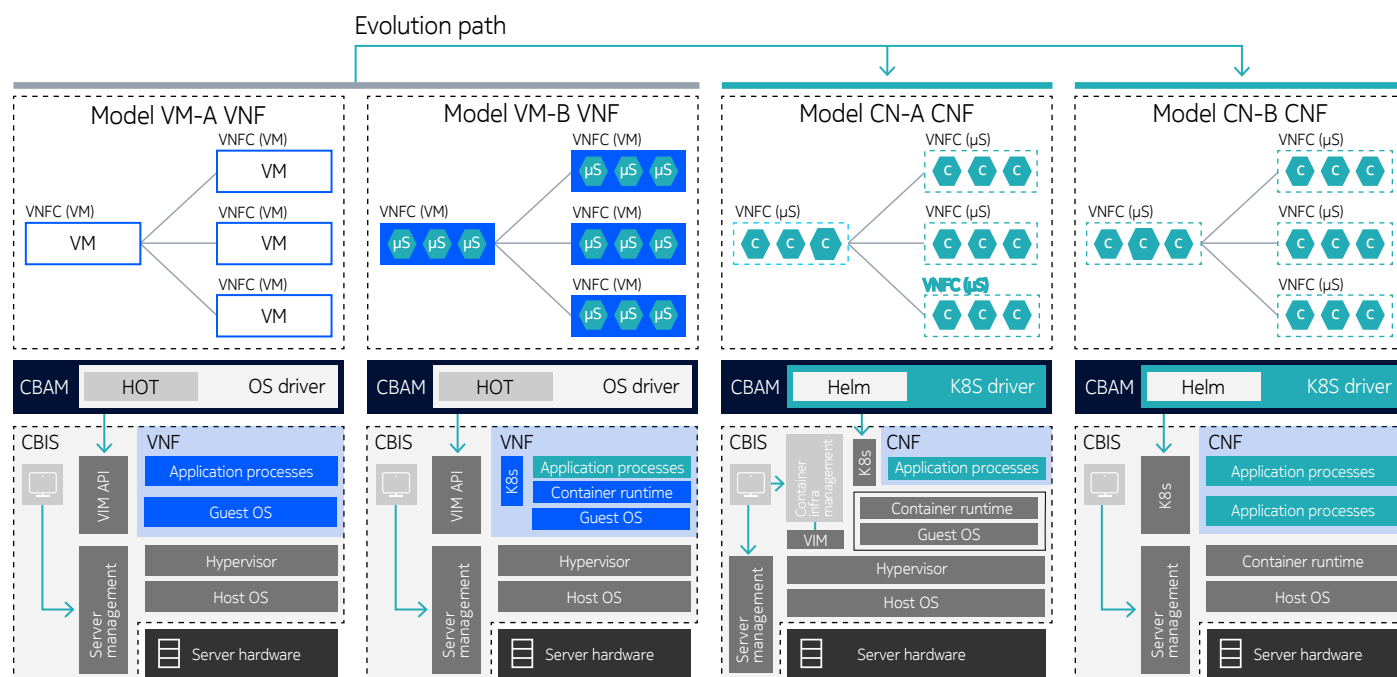 Evolution path
Model VM-A VNF
VNFC (VM)
VM
VNFC (VM)
VM
VNFC (VM)
VM
VNFC (VM)
VM
CBAM
HOT
OS driver
CBIS
VNF
VIM API
Application processes
Guest OS
Server
management
Hypervisor
Host OS
Server hardware
Model VM-B VNF
VNFC (VM)
µS µS µS
VNFC (VM)
µS µS µS
VNFC (VM)
µS µS µS
VNFC (VM)
µS µS µS
CBAM
HOT
OS driver
CBIS
VNF
VIM API
K8s
Application processes
Container runtime
Guest OS
Server
management
Hypervisor
Host OS
Server hardware
Model CN-A CNF
VNFC (µS)
C C C
VNFC (µS)
C C C
VNFC (µS)
C C C
VNFC (µS)
C C C
CBAM
Helm
K8S driver
CBIS
CNF
Container
infra
management
K8s
Application processes
Container runtime
Guest OS
VIM
Server
management
Hypervisor
Host OS
Server hardware
Model CN-B CNF
VNFC (µS)
C C C
VNFC (µS)
C C C
VNFC (µS)
C C C
VNFC (µS)
C C C
CBAM
Helm
K8S driver
CBIS
CNF
K8s
Application processes
Application processes
Server
management
Container runtime
Host OS
Server hardware